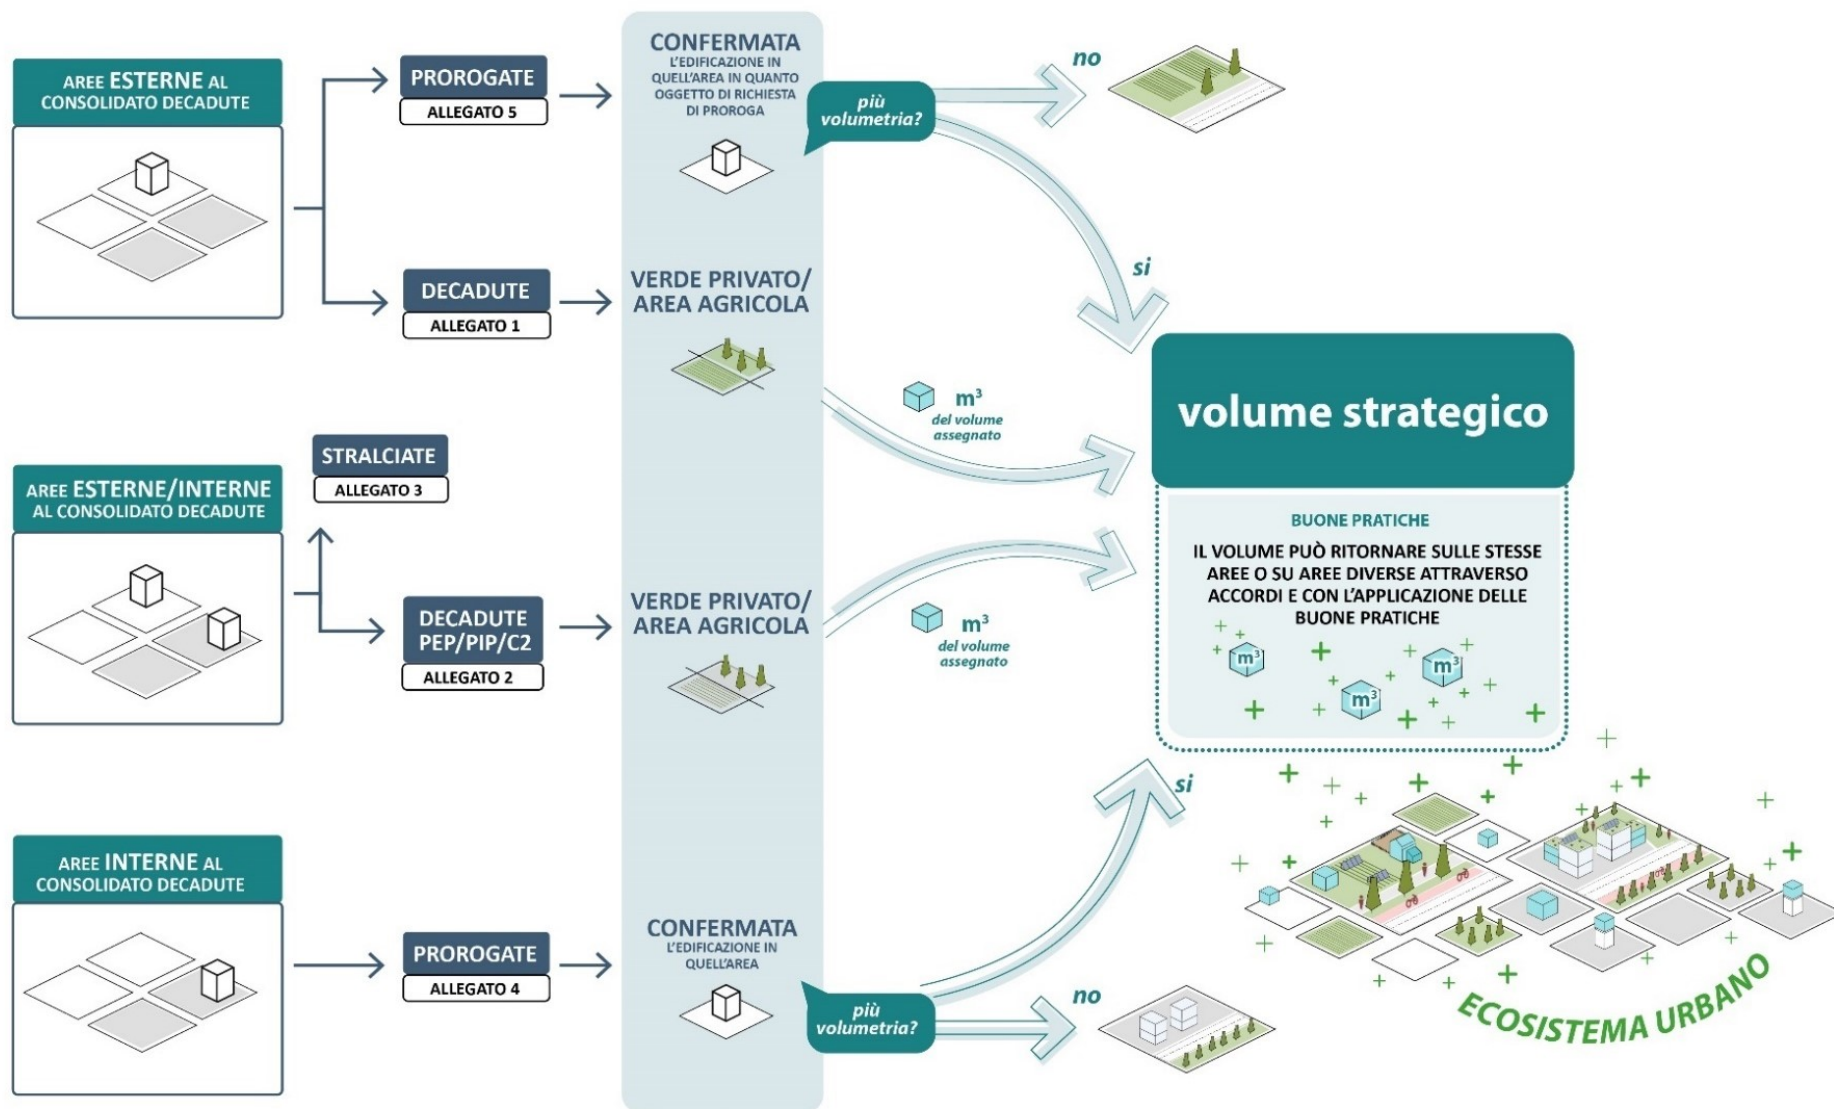 AREE ESTERNE AL
CONSOLIDATO DECADUTE
PROROGATE
ALLEGATO 5
CONFERMATA
L'EDIFICAZIONE IN
QUELL'AREA IN QUANTO
OGGETTO DI RICHIESTA
DI PROROGA
più
volumetria?
no
si
DECADUTE
ALLEGATO 1
VERDE PRIVATO/
AREA AGRICOLA
m³
del volume
assegnato
AREE ESTERNE/INTERNE
AL CONSOLIDATO DECADUTE
STRALCIATE
ALLEGATO 3
DECADUTE
PEP/PIP/C2
ALLEGATO 2
VERDE PRIVATO/
AREA AGRICOLA
m³
del volume
assegnato
volume strategico
BUONE PRATICHE
IL VOLUME PUÒ RITORNARE SULLE STESSE
AREE O SU AREE DIVERSE ATTRAVERSO
ACCORDI E CON L'APPLICAZIONE DELLE
BUONE PRATICHE
m³
m³
m³
AREE INTERNE AL
CONSOLIDATO DECADUTE
PROROGATE
ALLEGATO 4
CONFERMATA
L'EDIFICAZIONE IN
QUELL'AREA
più
volumetria?
si
no
ECOSISTEMA URBANO